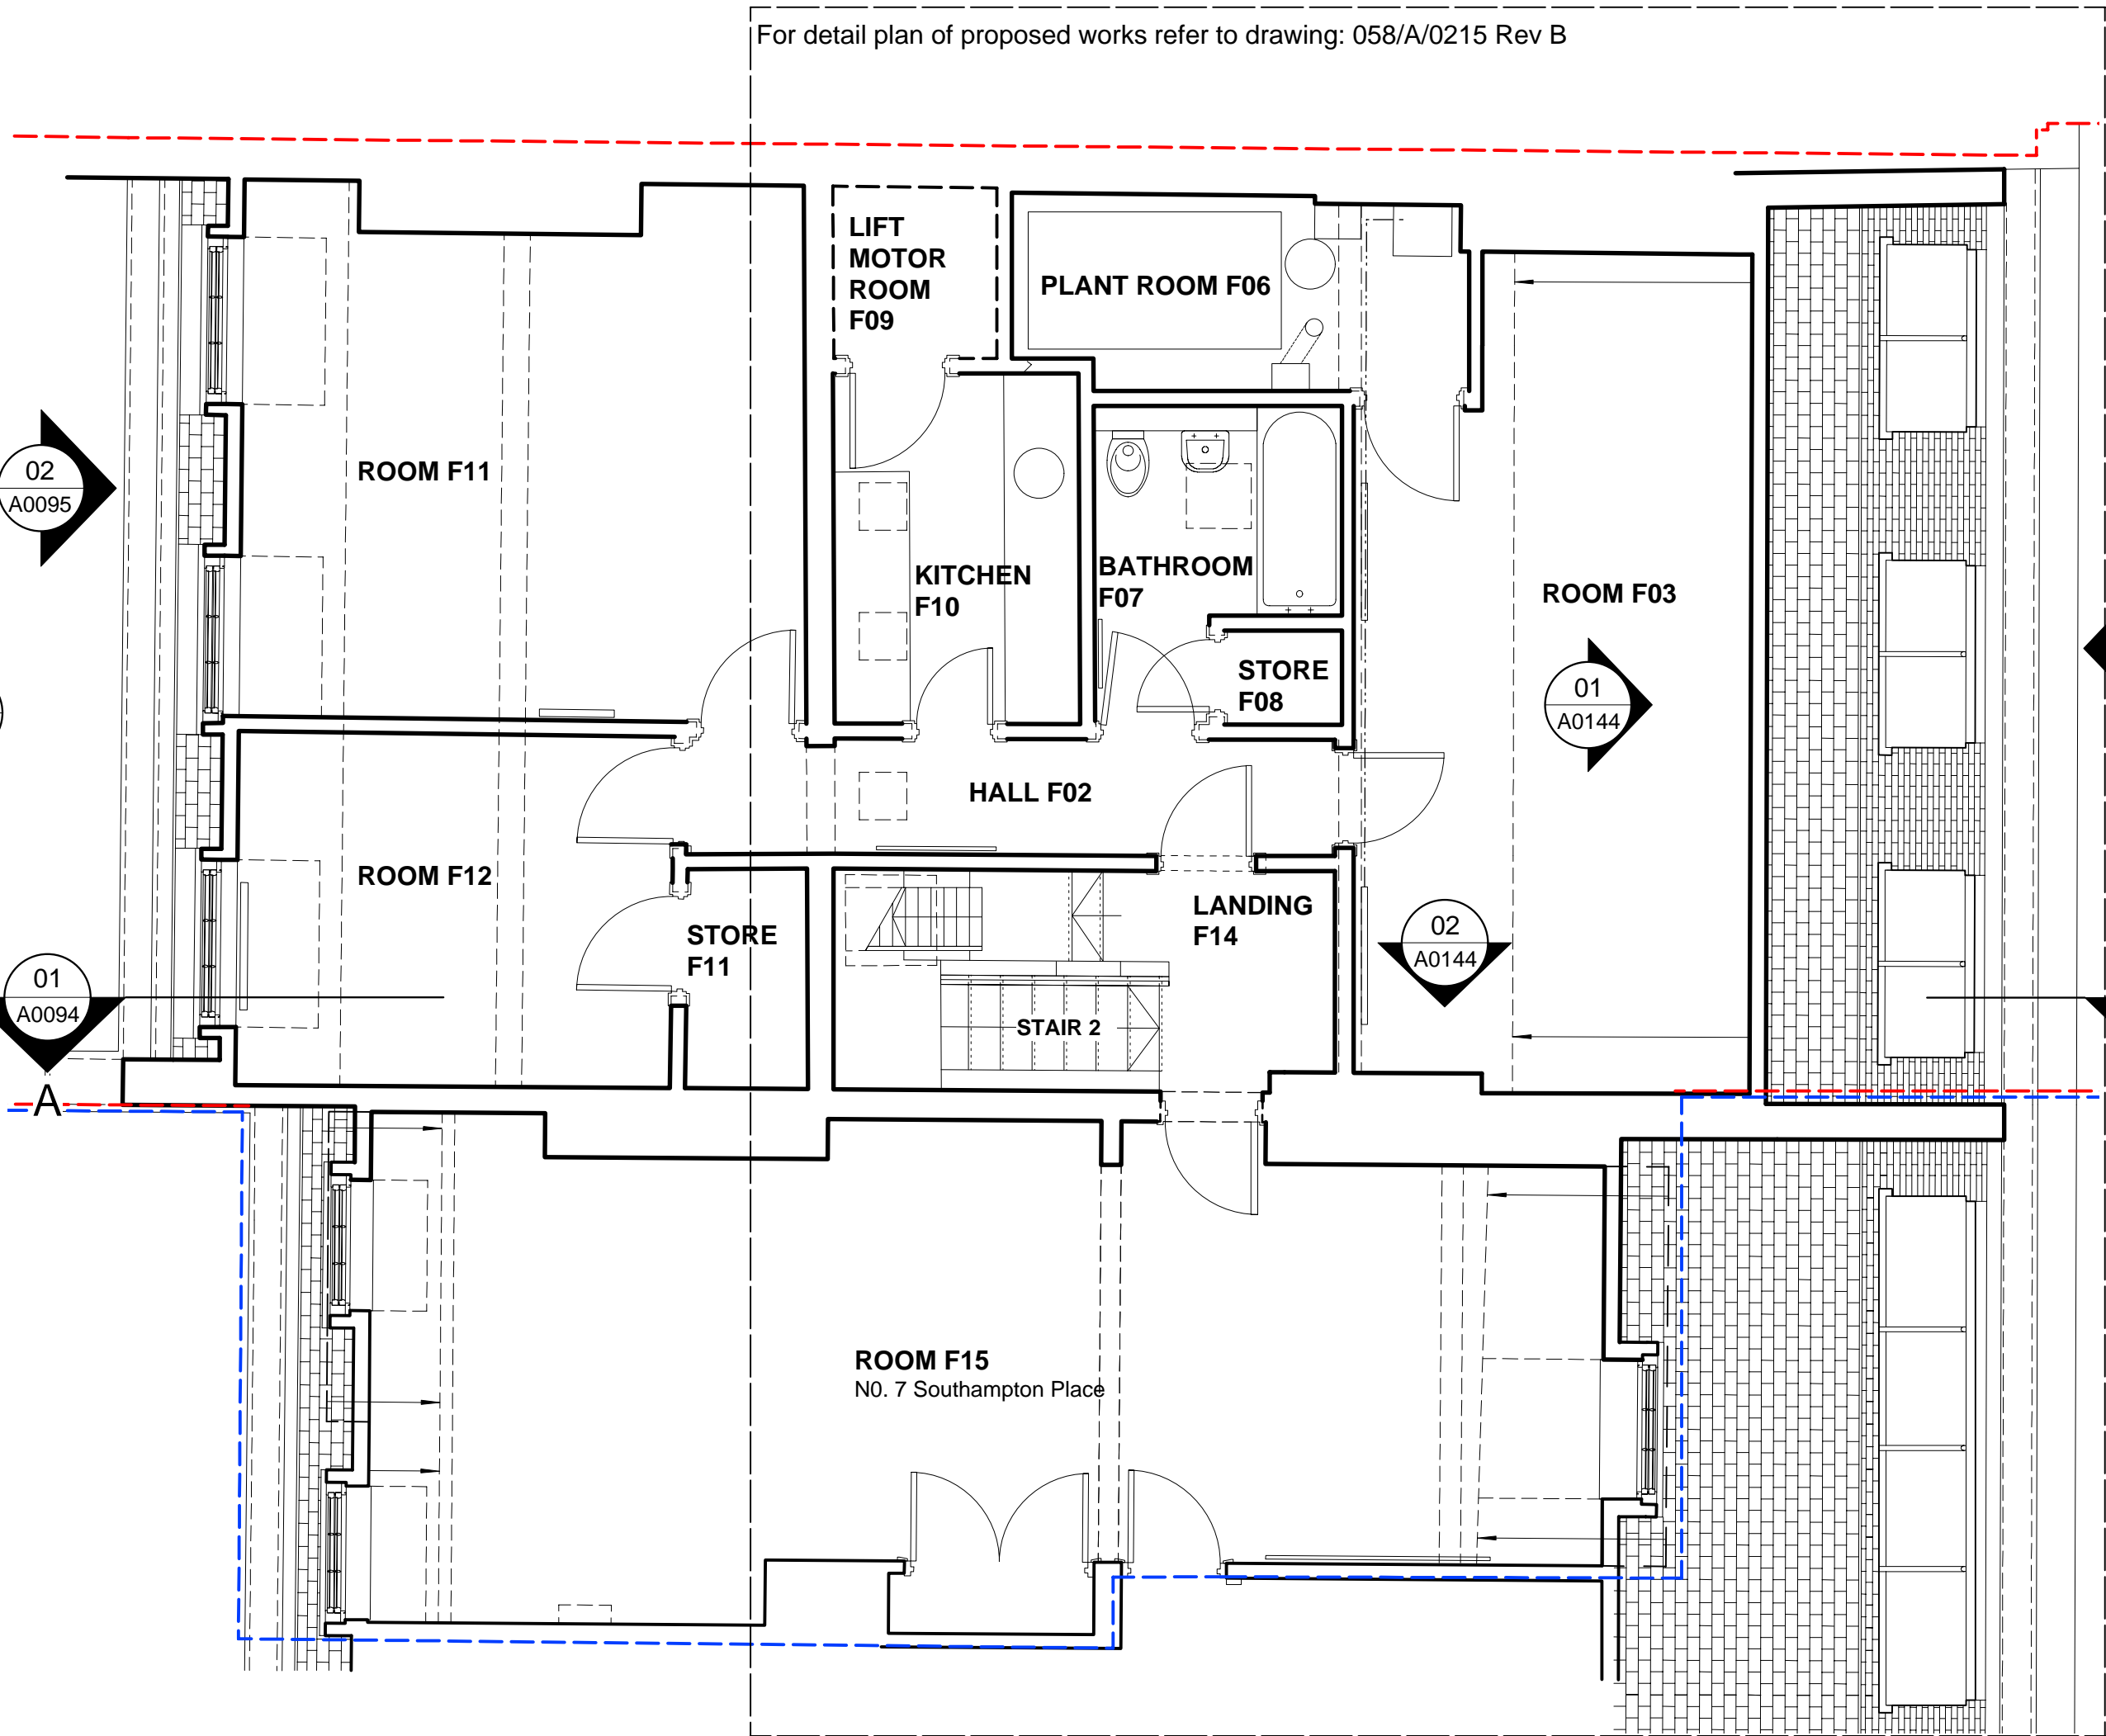 For detail plan of proposed works refer to drawing: 058/A/0215 Rev B
LIFT
MOTOR
ROOM
F09
PLANT ROOM F06
02
A0095
ROOM F11
KITCHEN
F10
BATHROOM
F07
ROOM F03
STORE
F08
01
A0144
HALL F02
ROOM F12
STORE
F11
LANDING
F14
02
A0144
01
A0094
STAIR 2
A
ROOM F15
N0. 7 Southampton Place